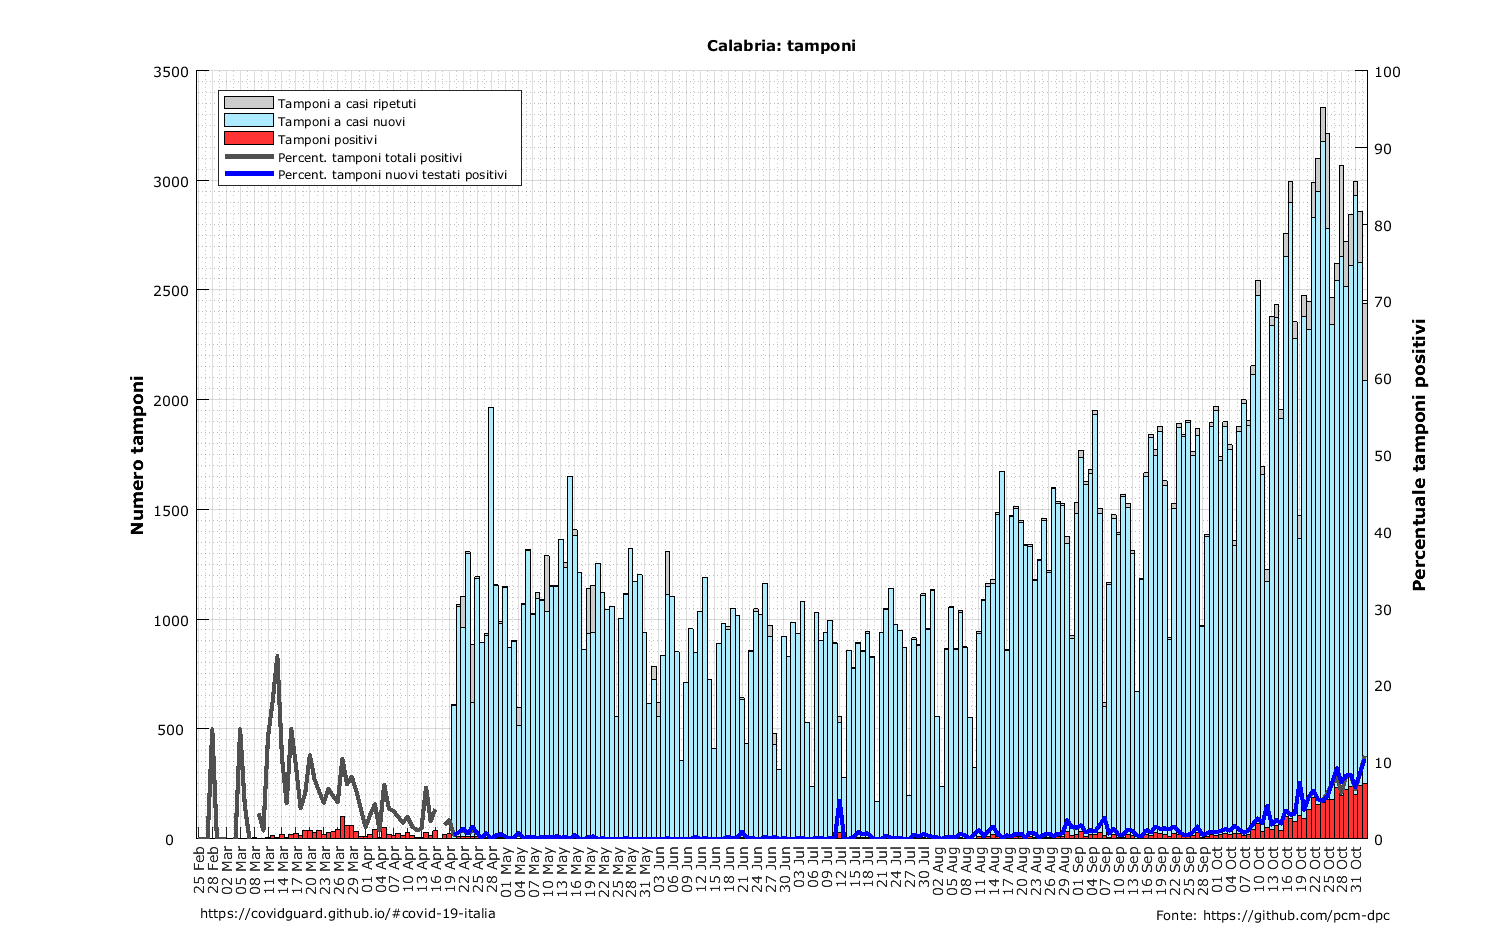 Calabria: tamponi
3500
3000
2500
2000
1500
1000
500
0
Numero tamponi
Tamponi a casi ripetuti
Tamponi a casi nuovi
Tamponi positivi
Percent. tamponi totali positivi
Percent. tamponi nuovi testati positivi
100
90
80
70
60
50
40
30
20
10
0
Percentuale tamponi positivi
25 Feb
28 Feb
02 Mar
05 Mar
08 Mar
11 Mar
14 Mar
17 Mar
20 Mar
23 Mar
26 Mar
29 Mar
01 Apr
04 Apr
07 Apr
10 Apr
13 Apr
16 Apr
19 Apr
22 Apr
25 Apr
28 Apr
01 May
04 May
07 May
10 May
13 May
16 May
19 May
22 May
25 May
28 May
31 May
03 Jun
06 Jun
09 Jun
12 Jun
15 Jun
18 Jun
21 Jun
24 Jun
27 Jun
30 Jun
03 Jul
06 Jul
09 Jul
12 Jul
15 Jul
18 Jul
21 Jul
24 Jul
27 Jul
30 Jul
02 Aug
05 Aug
08 Aug
11 Aug
14 Aug
17 Aug
20 Aug
23 Aug
26 Aug
29 Aug
01 Sep
04 Sep
07 Sep
10 Sep
13 Sep
16 Sep
19 Sep
22 Sep
25 Sep
28 Sep
01 Oct
04 Oct
07 Oct
10 Oct
13 Oct
16 Oct
19 Oct
22 Oct
25 Oct
28 Oct
31 Oct
https://covidguard.github.io/#covid-19-italia
Fonte: https://github.com/pcm-dpc